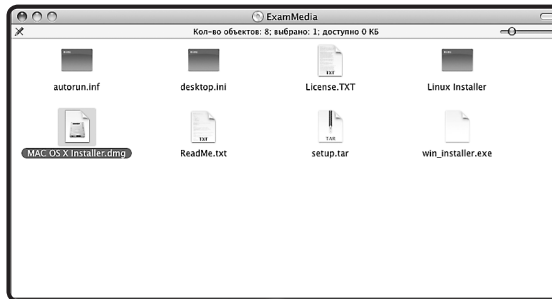 ExamMedia
Кол-во объектов: 8; выбрано: 1; доступно 0 КБ
autorun.inf desktop.ini License.TXT Linux Installer
MAC OS X Installer.dmg ReadMe.txt setup.tar win_installer.exe